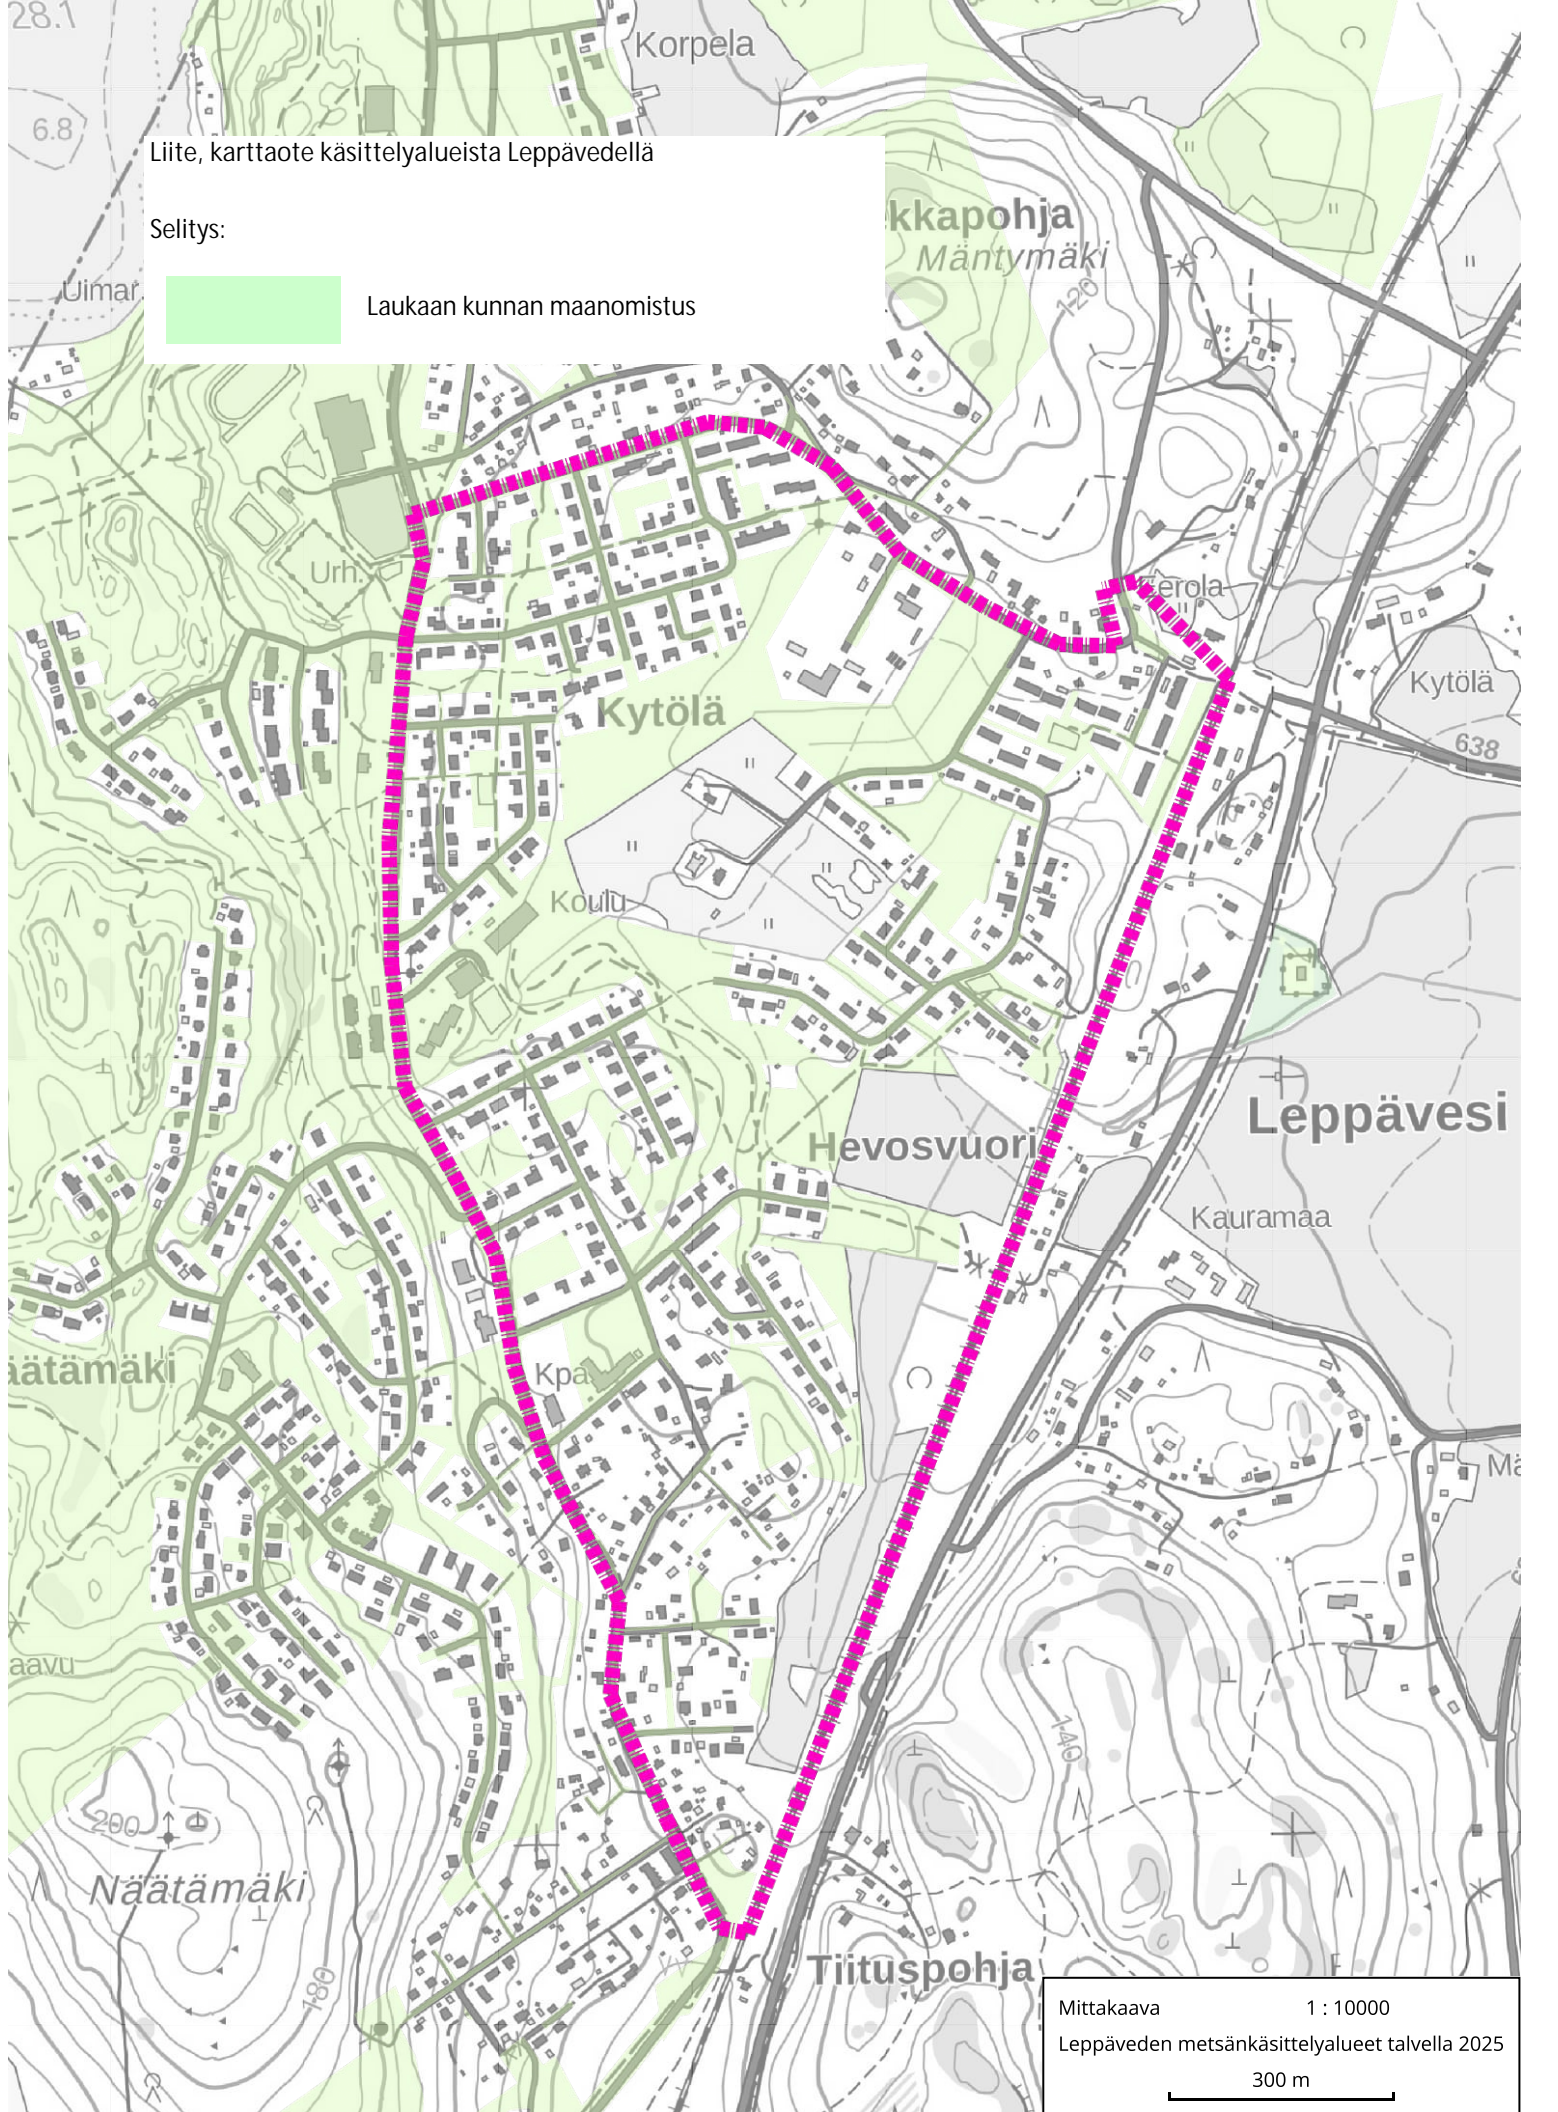 28.1
Korpela
6.8
Liite, karttaote käsittelyalueista Leppävedellä
kkapohja
Selitys:
Mäntymäki
Uimar.
120
Laukaan kunnan maanomistus
Urh.
erola
Kytölä
Kytölä
638
Koulu
Leppävesi
Hevosvuori
Kauramaa
äätämäki
Kpa
Mä
aavu
140
200
Näätämäki
Tiituspohja
180
Mittakaava 1 : 10000
Leppäveden metsänkäsittelyalueet talvella 2025
300 m